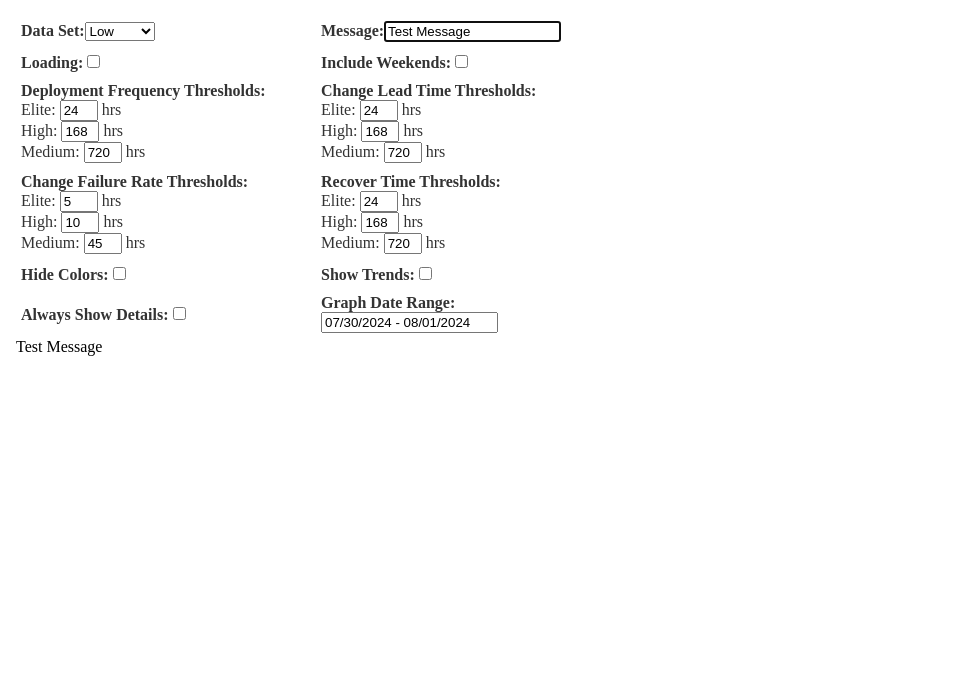 Data Set: Low Message: Test Message
Loading: Include Weekends:
Deployment Frequency Thresholds: Change Lead Time Thresholds:
Elite: 24 hrs Elite: 24 hrs
High: 168 hrs High: 168 hrs
Medium: 720 hrs Medium: 720 hrs
Change Failure Rate Thresholds: Recover Time Thresholds:
Elite: 5 hrs Elite: 24 hrs
High: 10 hrs High: 168 hrs
Medium: 45 hrs Medium: 720 hrs
Hide Colors: Show Trends:
Always Show Details: Graph Date Range:
07/30/2024 - 08/01/2024
Test Message